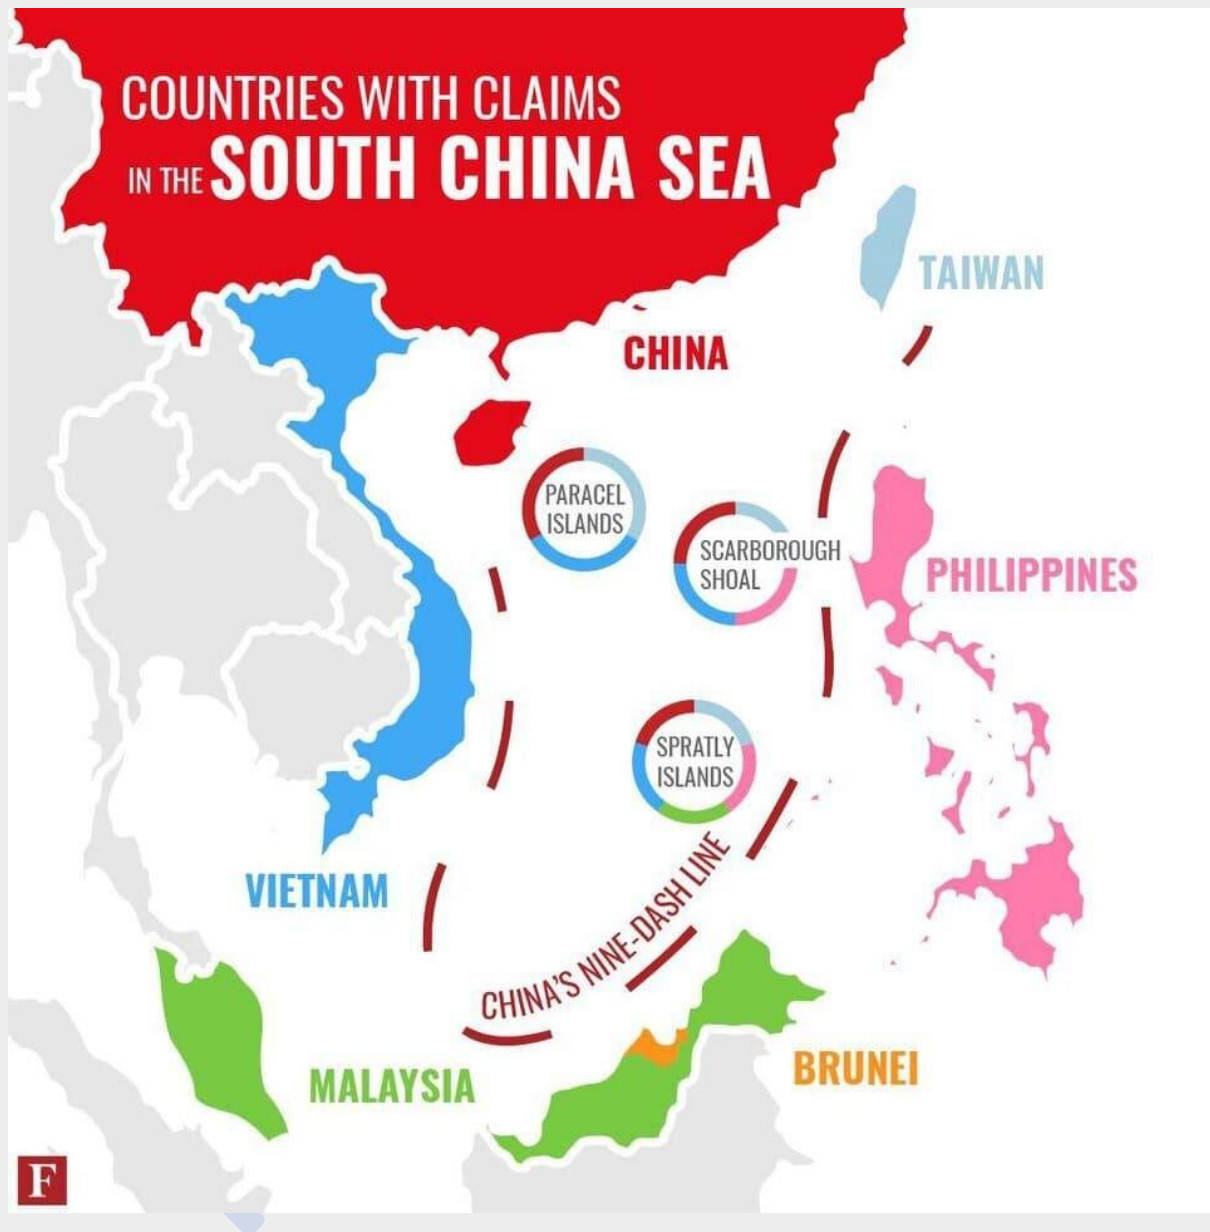 COUNTRIES WITH CLAIMS
IN THE SOUTH CHINA SEA
TAIWAN
CHINA
PARACEL
ISLANDS
SCARBOROUGH
SHOAL
PHILIPPINES
SPRATLY
ISLANDS
VIETNAM
CHINA'S NINE-DASH LINE
BRUNEI
MALAYSIA
F